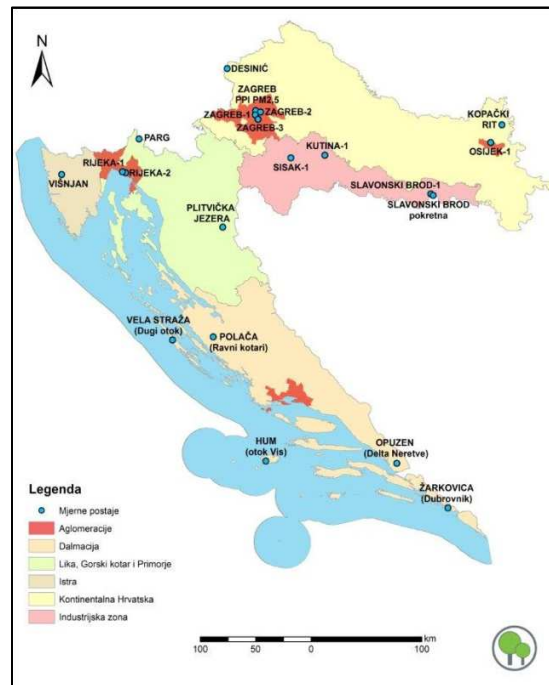 N
DESINIĆ
ZAGREB
PPI PM2,5
ZAGREB-1
ZAGREB-2
ZAGREB-3
KOPAČKI
RIT
OSIJEK-1
PARG
RIJEKA-1
RIJEKA-2
VIŠNJAN
KUTINA-1
SISAK-1
SLAVONSKI BROD-1
SLAVONSKI BROD
pokretna
PLITVIČKA
JEZERA
VELA STRAŽA
(Dugi otok)
POLAČA
(Ravni kotari)
HUM
(otok Vis)
OPUZEN
(Delta Neretve)
ŽARKOVICA
(Dubrovnik)
Legenda
Mjerne postaje
Aglomeracije
Dalmacija
Lika, Gorski kotar i Primorje
Istra
Kontinentalna Hrvatska
Industrijska zona
km
100 50 0 100